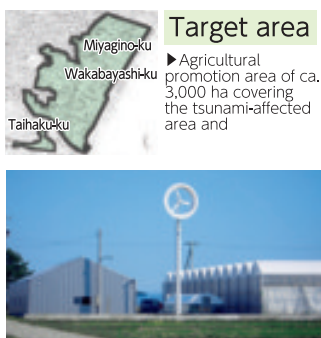 Target area
▶Agricultural
promotion area of ca.
3,000 ha covering
the tsunami-affected
area and
Miyagino-ku
Wakabayashi-ku
Taihaku-ku